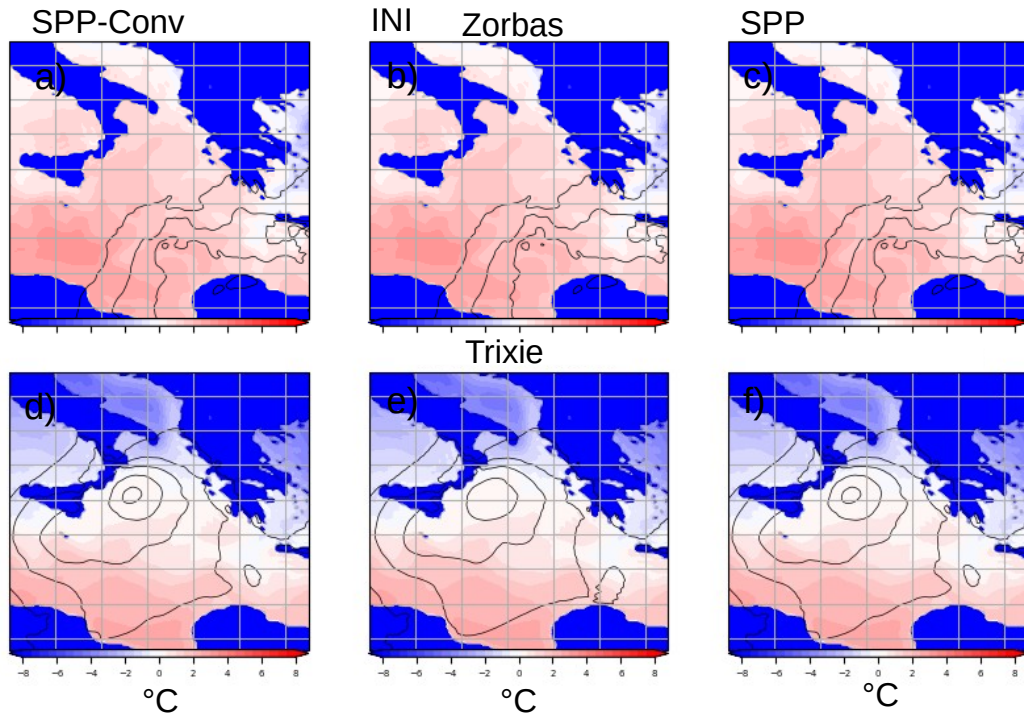 SPP-Conv INI Zorbas SPP
a) b) c)
Trixie
d) e) f)
−8 −6 −4 −2 0 2 4 6 8 −8 −6 −4 −2 0 2 4 6 8 −8 −6 −4 −2 0 2 4 6 8
°C °C °C